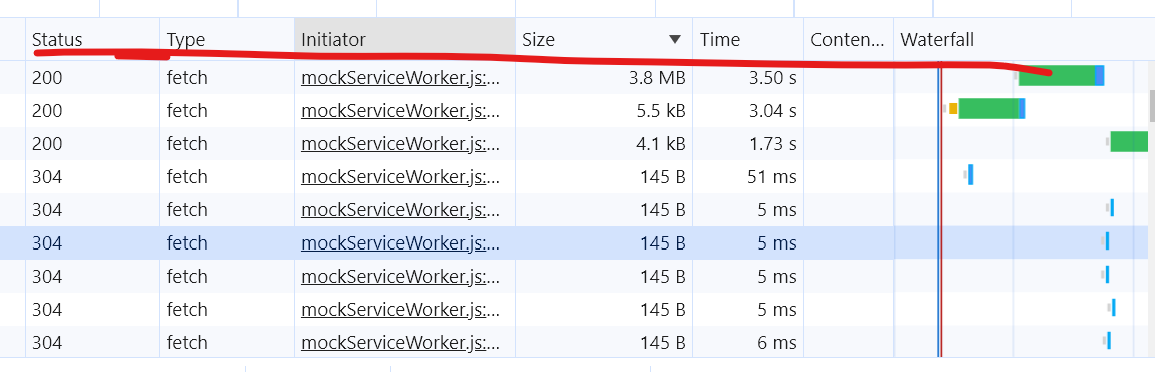 Status Type Initiator Size ▼ Time Conten... Waterfall
200 fetch mockServiceWorker.js:... 3.8 MB 3.50 s
200 fetch mockServiceWorker.js:... 5.5 kB 3.04 s
200 fetch mockServiceWorker.js:... 4.1 kB 1.73 s
304 fetch mockServiceWorker.js:... 145 B 51 ms
304 fetch mockServiceWorker.js:... 145 B 5 ms
304 fetch mockServiceWorker.js:... 145 B 5 ms
304 fetch mockServiceWorker.js:... 145 B 5 ms
304 fetch mockServiceWorker.js:... 145 B 5 ms
304 fetch mockServiceWorker.js:... 145 B 6 ms